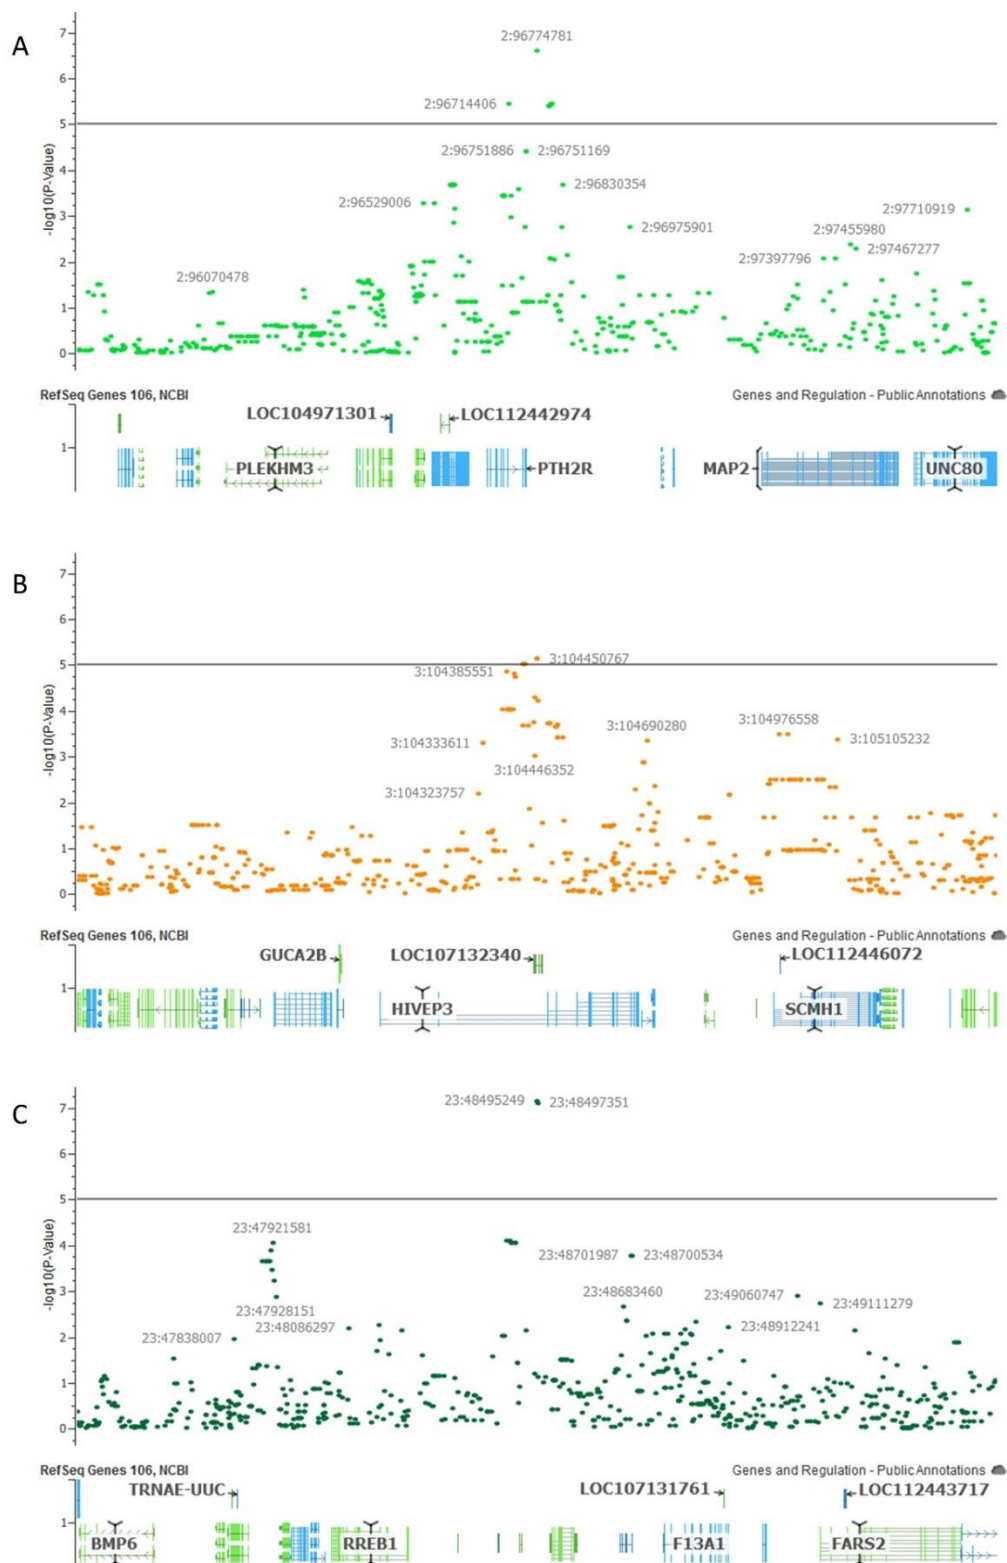 A
7
6
5
4
3
2
1
0
-log10(P-Value)
2:96774781
2:96714406
2:96751886
2:96751169
2:96830354
2:96529006
2:96975901
2:97710919
2:97455980
2:97467277
2:97397796
2:96070478
RefSeq Genes 106, NCBI
Genes and Regulation - Public Annotations
LOC104971301
LOC112442974
1
PLEKHM3
PTH2R
MAP2
UNC80
B
7
6
5
4
3
2
1
0
-log10(P-Value)
3:104450767
3:104385551
3:104333611
3:104690280
3:104976558
3:105105232
3:104446352
3:104323757
RefSeq Genes 106, NCBI
Genes and Regulation - Public Annotations
GUCA2B
LOC107132340
LOC112446072
1
HIVEP3
SCMH1
C
7
6
5
4
3
2
1
0
-log10(P-Value)
23:48495249
23:48497351
23:47921581
23:48701987
23:48700534
23:48683460
23:49060747
23:49111279
23:47928151
23:48086297
23:48912241
23:47838007
RefSeq Genes 106, NCBI
Genes and Regulation - Public Annotations
TRNAE-UUC
LOC107131761
LOC112443717
1
BMP6
RREB1
F13A1
FARS2